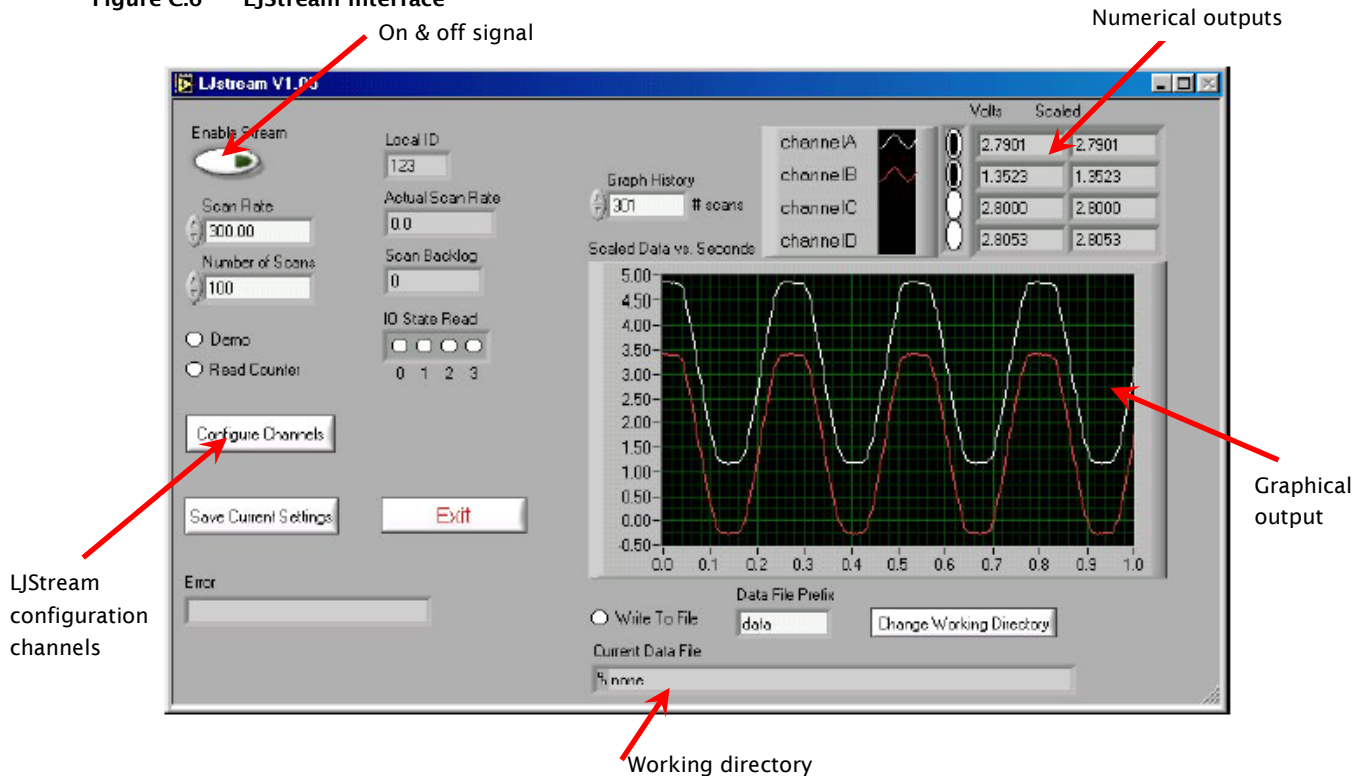 Figure C.6 LJStream Interface
On & off signal
Numerical outputs
LJstream V1.06
Enable Stream
Local ID
123
Scan Rate
300.00
Actual Scan Rate
0.0
Number of Scans
100
Scan Backlog
0
Demo
Read Counter
IO State Read
0 1 2 3
Configure Channels
Save Current Settings
Exit
Error
Graph History
301 # scans
Volts Scaled
channelA 2.7901 2.7901
channelB 1.3523 1.3523
channelC 2.8000 2.8000
channelD 2.8053 2.8053
Scaled Data vs. Seconds
5.00
4.50
4.00
3.50
3.00
2.50
2.00
1.50
1.00
0.50
0.00
-0.50
0.0 0.1 0.2 0.3 0.4 0.5 0.6 0.7 0.8 0.9 1.0
Write To File
Data File Prefix
data
Change Working Directory
Current Data File
% none
LJStream
configuration
channels
Graphical
output
Working directory